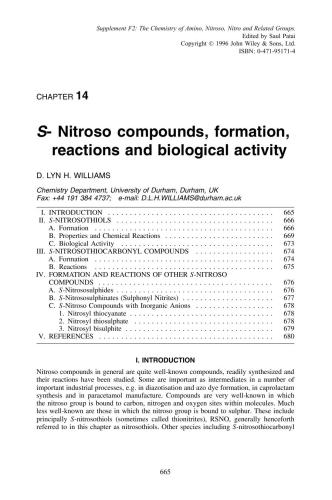 Supplement F2: The Chemistry of Amino, Nitroso, Nitro and Related Groups.
Edited by Saul Patai
Copyright © 1996 John Wiley & Sons, Ltd.
ISBN: 0-471-95171-4
CHAPTER 14
S- Nitroso compounds, formation,
reactions and biological activity
D. LYN H. WILLIAMS
Chemistry Department, University of Durham, Durham, UK
Fax: +44 191 384 4737; e-mail: D.L.H.WILLIAMS@durham.ac.uk
I. INTRODUCTION . . . . . . . . . . . . . . . . . . . . . . . . . . . . . . . . . . . . . . 665
II. S-NITROSOTHIOLS . . . . . . . . . . . . . . . . . . . . . . . . . . . . . . . . . . . . 666
A. Formation . . . . . . . . . . . . . . . . . . . . . . . . . . . . . . . . . . . . . . . . . 666
B. Properties and Chemical Reactions . . . . . . . . . . . . . . . . . . . . . . . . . 669
C. Biological Activity . . . . . . . . . . . . . . . . . . . . . . . . . . . . . . . . . . . 673
III. S-NITROSOTHIOCARBONYL COMPOUNDS . . . . . . . . . . . . . . . . . . 674
A. Formation . . . . . . . . . . . . . . . . . . . . . . . . . . . . . . . . . . . . . . . . . 674
B. Reactions . . . . . . . . . . . . . . . . . . . . . . . . . . . . . . . . . . . . . . . . . 675
IV. FORMATION AND REACTIONS OF OTHER S-NITROSO
COMPOUNDS . . . . . . . . . . . . . . . . . . . . . . . . . . . . . . . . . . . . . . . . 676
A. S-Nitrososulphides . . . . . . . . . . . . . . . . . . . . . . . . . . . . . . . . . . . . 676
B. S-Nitrososulphinates (Sulphonyl Nitrites) . . . . . . . . . . . . . . . . . . . . . 677
C. S-Nitroso Compounds with Inorganic Anions . . . . . . . . . . . . . . . . . . 678
1. Nitrosyl thiocyanate . . . . . . . . . . . . . . . . . . . . . . . . . . . . . . . . . 678
2. Nitrosyl thiosulphate . . . . . . . . . . . . . . . . . . . . . . . . . . . . . . . . 678
3. Nitrosyl bisulphite . . . . . . . . . . . . . . . . . . . . . . . . . . . . . . . . . . 679
V. REFERENCES . . . . . . . . . . . . . . . . . . . . . . . . . . . . . . . . . . . . . . . . 680
I. INTRODUCTION
Nitroso compounds in general are quite well-known compounds, readily synthesized and
their reactions have been studied. Some are important as intermediates in a number of
important industrial processes, e.g. in diazotisation and azo dye formation, in caprolactam
synthesis and in paracetamol manufacture. Compounds are very well-known in which
the nitroso group is bound to carbon, nitrogen and oxygen sites within molecules. Much
less well-known are those in which the nitroso group is bound to sulphur. These include
principally S-nitrosothiols (sometimes called thionitrites), RSNO, generally henceforth
referred to in this chapter as nitrosothiols. Other species including S-nitrosothiocarbonyl
665